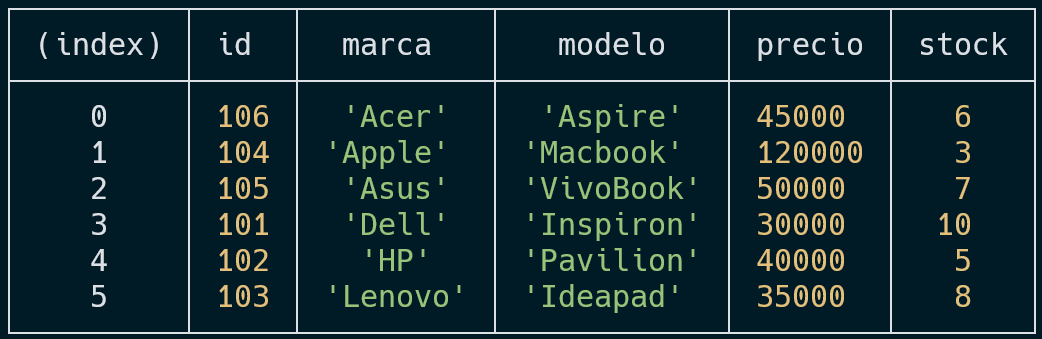 (index) id marca modelo precio stock
0 106 'Acer' 'Aspire' 45000 6
1 104 'Apple' 'Macbook' 120000 3
2 105 'Asus' 'VivoBook' 50000 7
3 101 'Dell' 'Inspiron' 30000 10
4 102 'HP' 'Pavilion' 40000 5
5 103 'Lenovo' 'Ideapad' 35000 8